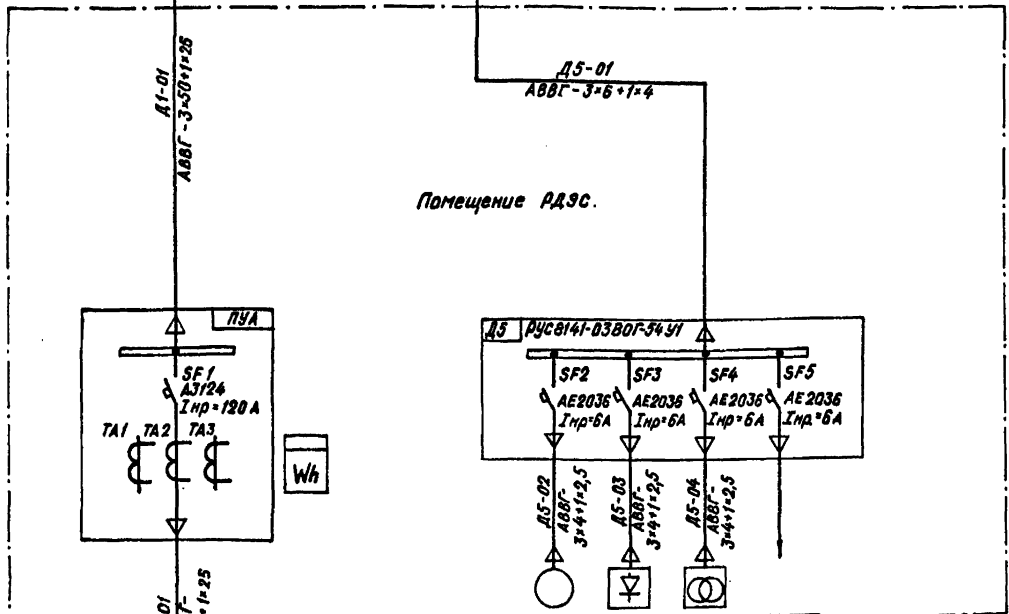 Д1-01
АВВГ-3×50+1×25
Д5-01
АВВГ-3×6+1×4
Помещение РДЭС.
ПУА
SF1
А3124
Iнр=120А
ТА1 ТА2 ТА3
Wh
Д5 РУС8141-03В0Г-54У1
SF2
АЕ2036
Iнр=6А
SF3
АЕ2036
Iнр=6А
SF4
АЕ2036
Iнр=6А
SF5
АЕ2036
Iнр=6А
Д5-02
АВВГ-
3×4+1×2,5
Д5-03
АВВГ-
3×4+1×2,5
Д5-04
АВВГ-
3×4+1×2,5
01
Г-
+1×25